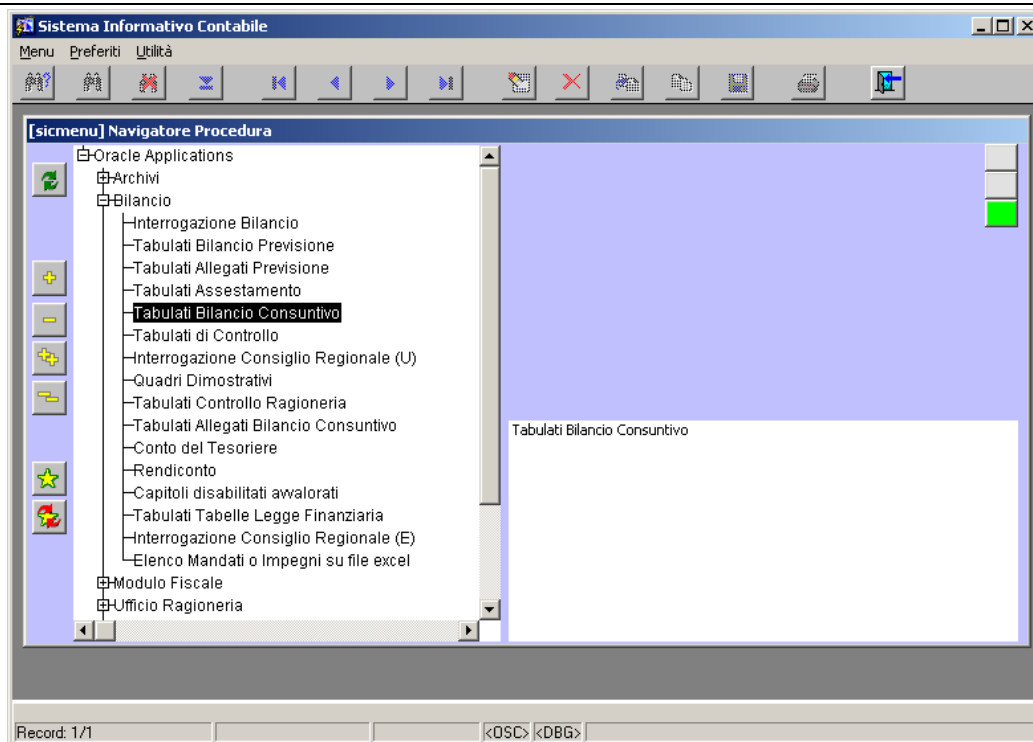 Sistema Informativo Contabile
Menu Preferiti Utilità
[sicmenu] Navigatore Procedura
Oracle Applications
Archivi
Bilancio
Interrogazione Bilancio
Tabulati Bilancio Previsione
Tabulati Allegati Previsione
Tabulati Assestamento
Tabulati Bilancio Consuntivo
Tabulati di Controllo
Interrogazione Consiglio Regionale (U)
Quadri Dimostrativi
Tabulati Controllo Ragioneria
Tabulati Allegati Bilancio Consuntivo
Conto del Tesoriere
Rendiconto
Capitoli disabilitati avvalorati
Tabulati Tabelle Legge Finanziaria
Interrogazione Consiglio Regionale (E)
Elenco Mandati o Impegni su file excel
Modulo Fiscale
Ufficio Ragioneria
Tabulati Bilancio Consuntivo
Record: 1/1 <OSC> <DBG>